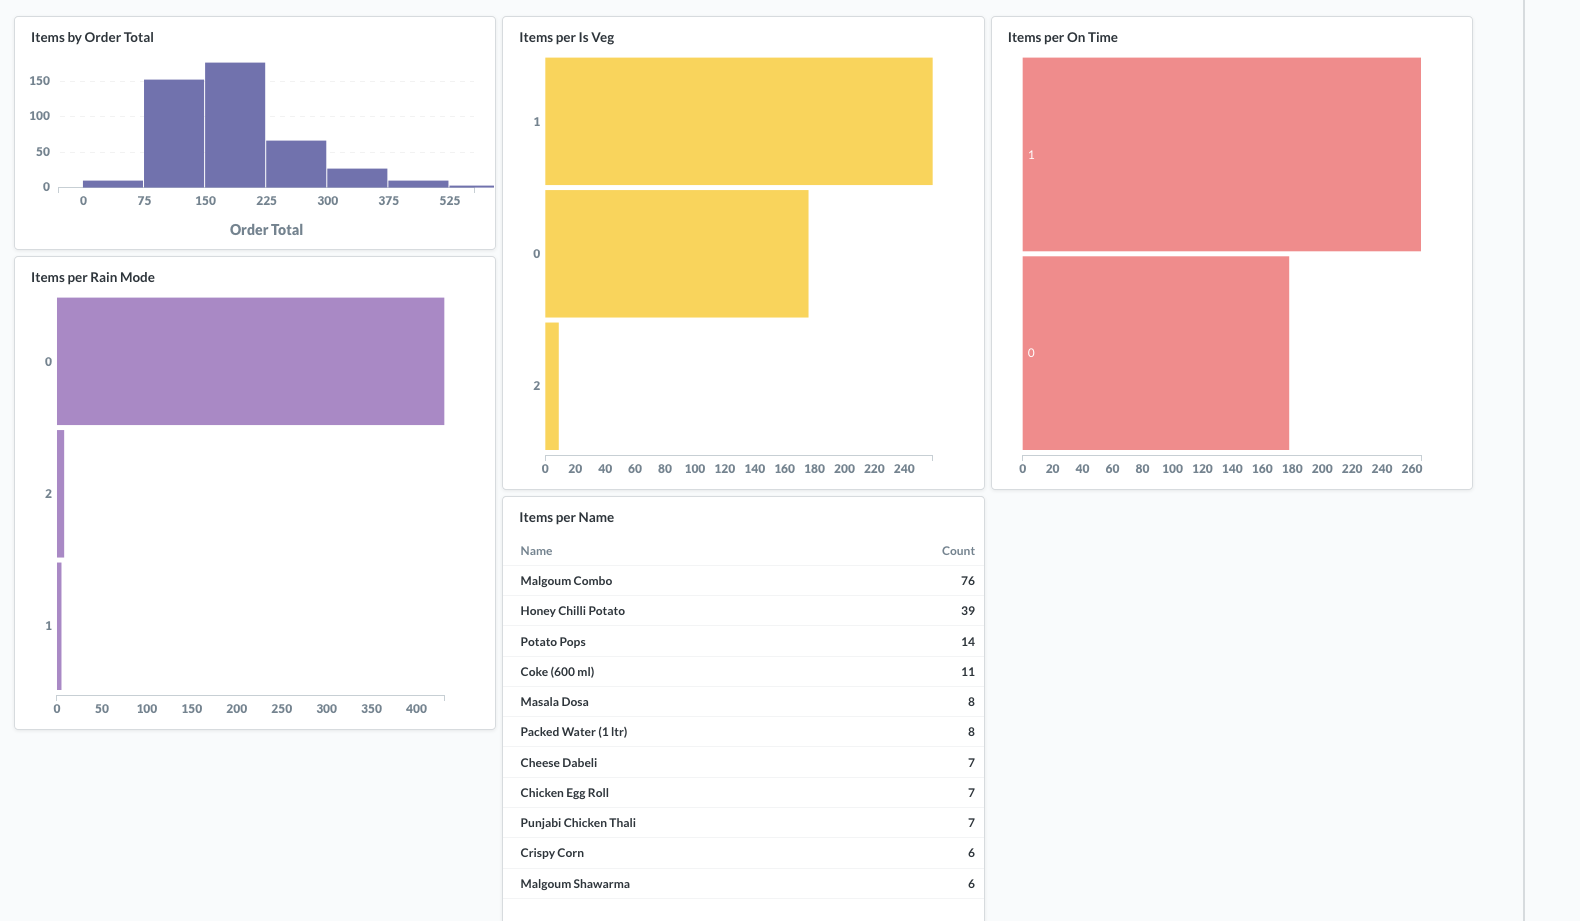 Items by Order Total
150
100
50
0
0 75 150 225 300 375 525
Order Total
Items per Is Veg
1
0
2
0 20 40 60 80 100 120 140 160 180 200 220 240
Items per On Time
1
0
0 20 40 60 80 100 120 140 160 180 200 220 240 260
Items per Rain Mode
0
2
1
0 50 100 150 200 250 300 350 400
Items per Name
Name Count
Malgoum Combo 76
Honey Chilli Potato 39
Potato Pops 14
Coke (600 ml) 11
Masala Dosa 8
Packed Water (1 ltr) 8
Cheese Dabeli 7
Chicken Egg Roll 7
Punjabi Chicken Thali 7
Crispy Corn 6
Malgoum Shawarma 6